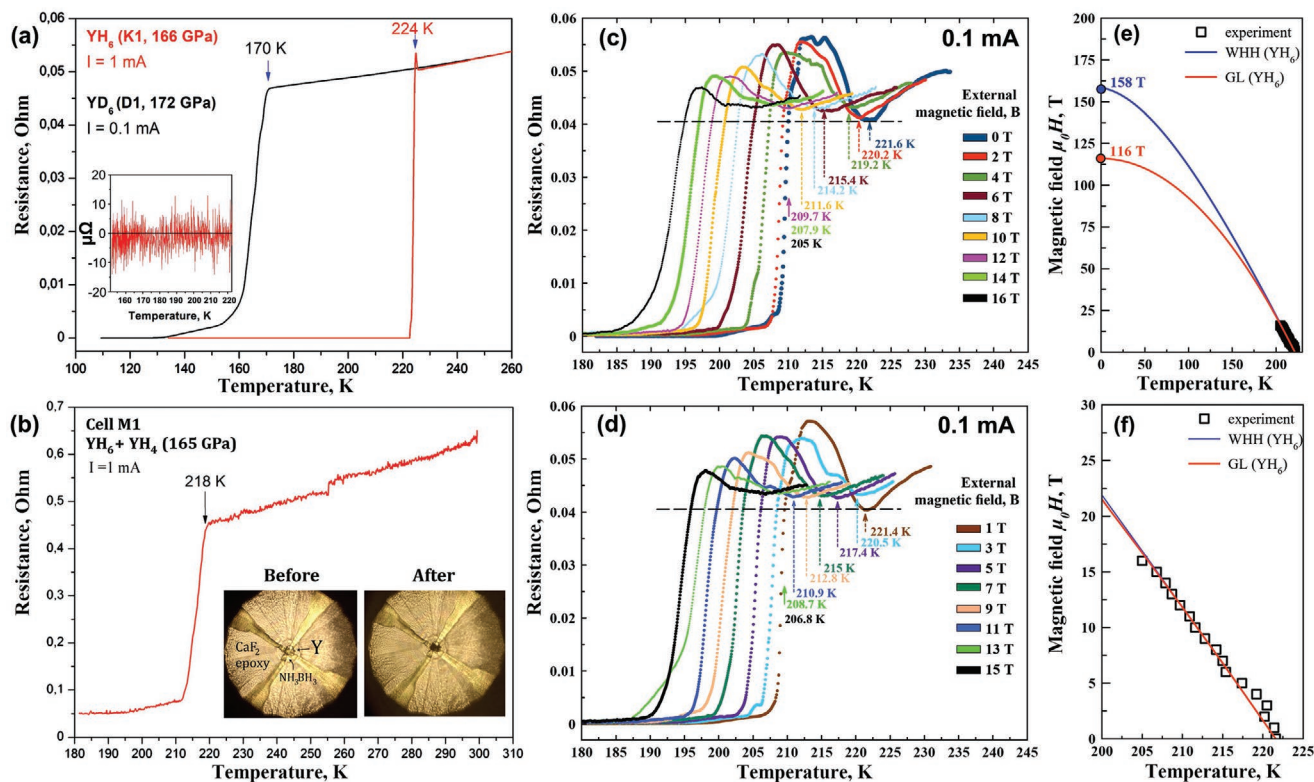 (a)
YH₆ (K1, 166 GPa)
I = 1 mA
YD₆ (D1, 172 GPa)
I = 0.1 mA
170 K
224 K
Resistance, Ohm
0,06
0,05
0,04
0,03
0,02
0,01
0
μΩ
20
10
0
-10
-20
160 170 180 190 200 210 220
Temperature, K
100 120 140 160 180 200 220 240 260
Temperature, K
(b)
Cell M1
YH₆ + YH₄ (165 GPa)
I =1 mA
218 K
Resistance, Ohm
0,7
0,6
0,5
0,4
0,3
0,2
0,1
0
Before
After
CaF₂
epoxy
Y
NH₃BH₃
180 190 200 210 220 230 240 250 260 270 280 290 300 310
Temperature, K
(c)
0.1 mA
Resistance, Ohm
0.06
0.05
0.04
0.03
0.02
0.01
0
External
magnetic field, B
0 T
2 T
4 T
6 T
8 T
10 T
12 T
14 T
16 T
221.6 K
220.2 K
219.2 K
215.4 K
214.2 K
211.6 K
209.7 K
207.9 K
205 K
180 185 190 195 200 205 210 215 220 225 230 235 240 245
Temperature, K
(d)
0.1 mA
Resistance, Ohm
0.06
0.05
0.04
0.03
0.02
0.01
0
External
magnetic field, B
1 T
3 T
5 T
7 T
9 T
11 T
13 T
15 T
221.4 K
220.5 K
217.4 K
215 K
212.8 K
210.9 K
208.7 K
206.8 K
180 185 190 195 200 205 210 215 220 225 230 235 240 245
Temperature, K
(e)
experiment
WHH (YH₆)
GL (YH₆)
158 T
116 T
Magnetic field μ₀H, T
200
175
150
125
100
75
50
25
0
0 50 100 150 200
Temperature, K
(f)
experiment
WHH (YH₆)
GL (YH₆)
Magnetic field μ₀H, T
30
25
20
15
10
5
0
200 205 210 215 220 225
Temperature, K